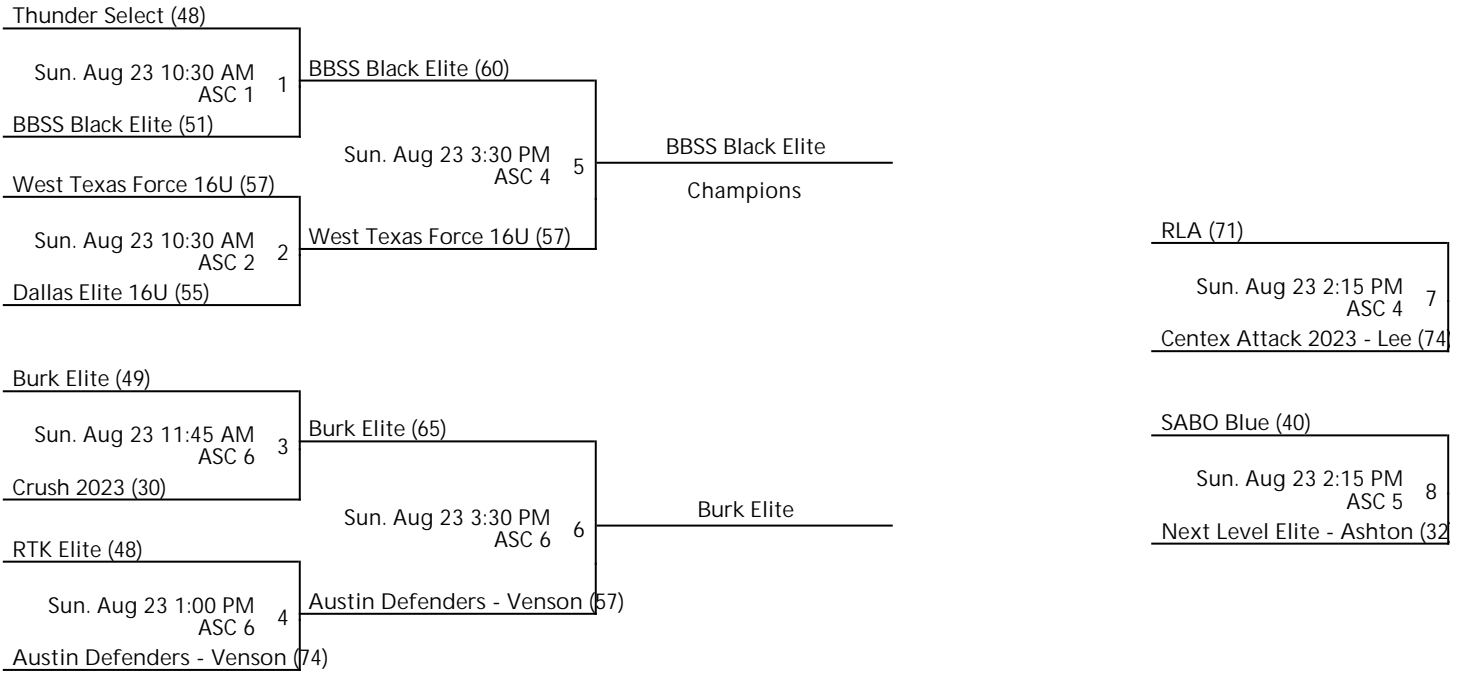 Thunder Select (48)
Sun. Aug 23 10:30 AM
ASC 1
1
BBSS Black Elite (51)
BBSS Black Elite (60)
West Texas Force 16U (57)
Sun. Aug 23 10:30 AM
ASC 2
2
Dallas Elite 16U (55)
Sun. Aug 23 3:30 PM
ASC 4
5
West Texas Force 16U (57)
BBSS Black Elite
Champions
Burk Elite (49)
Sun. Aug 23 11:45 AM
ASC 6
3
Crush 2023 (30)
Burk Elite (65)
RTK Elite (48)
Sun. Aug 23 1:00 PM
ASC 6
4
Austin Defenders - Venson (74)
Sun. Aug 23 3:30 PM
ASC 6
6
Austin Defenders - Venson (57)
Burk Elite
RLA (71)
Sun. Aug 23 2:15 PM
ASC 4
7
Centex Attack 2023 - Lee (74)
SABO Blue (40)
Sun. Aug 23 2:15 PM
ASC 5
8
Next Level Elite - Ashton (32